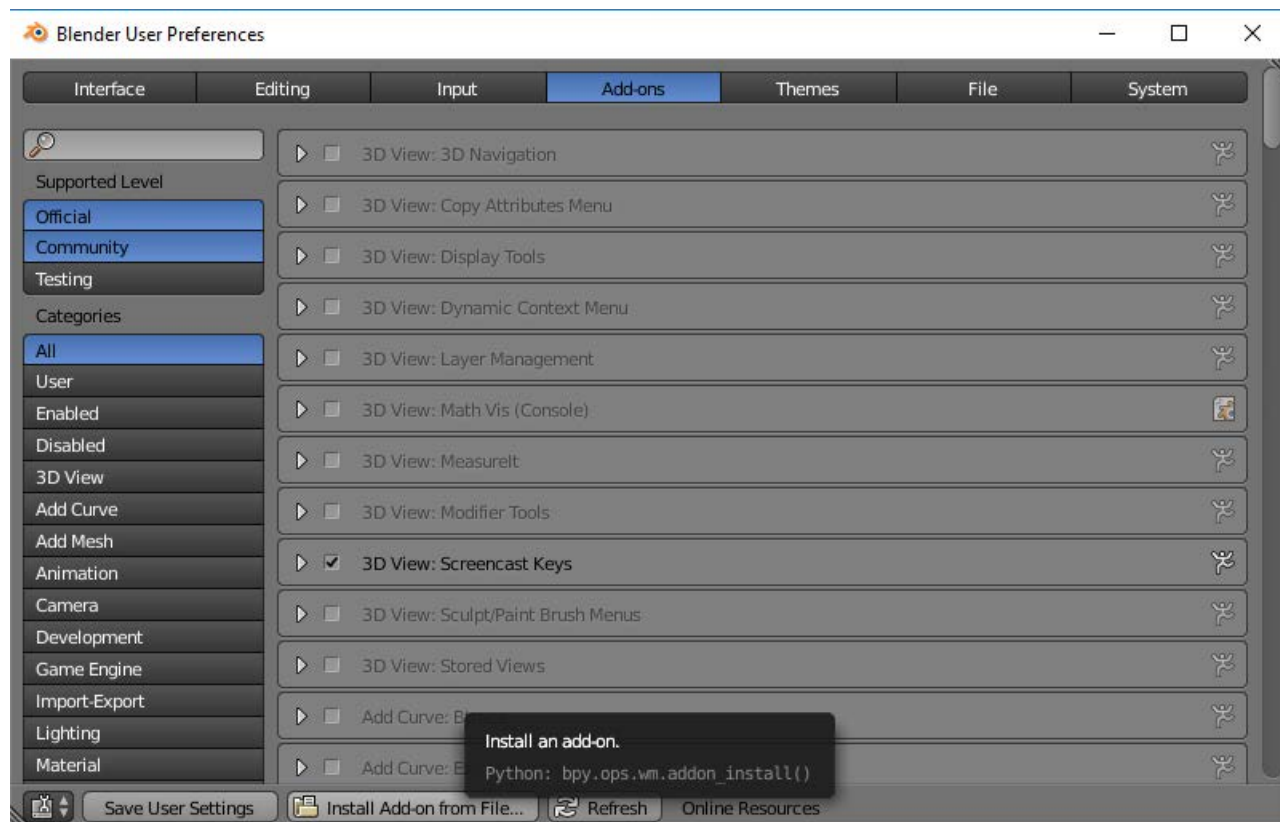 Blender User Preferences
Interface Editing Input Add-ons Themes File System
Supported Level
Official
Community
Testing
Categories
All
User
Enabled
Disabled
3D View
Add Curve
Add Mesh
Animation
Camera
Development
Game Engine
Import-Export
Lighting
Material
3D View: 3D Navigation
3D View: Copy Attributes Menu
3D View: Display Tools
3D View: Dynamic Context Menu
3D View: Layer Management
3D View: Math Vis (Console)
3D View: MeasureIt
3D View: Modifier Tools
3D View: Screencast Keys
3D View: Sculpt/Paint Brush Menus
3D View: Stored Views
Add Curve:
Add Curve:
Install an add-on.
Python: bpy.ops.wm.addon_install()
Save User Settings Install Add-on from File... Refresh Online Resources